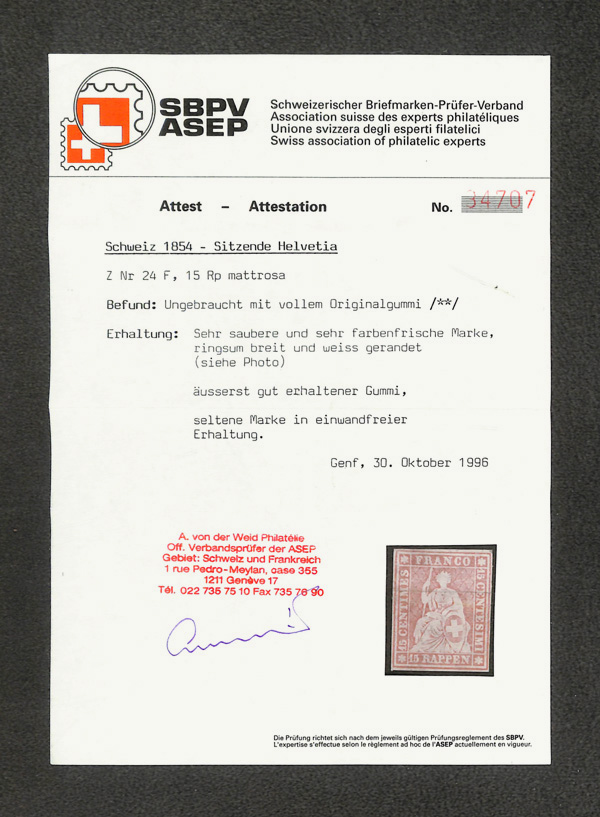 SBPV
ASEP
Schweizerischer Briefmarken-Prüfer-Verband
Association suisse des experts philatéliques
Unione svizzera degli esperti filatelici
Swiss association of philatelic experts
Attest - Attestation
No. 34707
Schweiz 1854 - Sitzende Helvetia
Z Nr 24 F, 15 Rp mattrosa
Befund: Ungebraucht mit vollem Originalgummi /**/
Erhaltung: Sehr saubere und sehr farbenfrische Marke,
ringsum breit und weiss gerandet
(siehe Photo)
äusserst gut erhaltener Gummi,
seltene Marke in einwandfreier
Erhaltung.
Genf, 30. Oktober 1996
A. von der Weid Philatélie
Off. Verbandsprüfer der ASEP
Gebiet: Schweiz und Frankreich
1 rue Pedro-Meylan, case 355
1211 Genève 17
Tél. 022 735 75 10 Fax 735 76 90
FRANCO
15 CENTIMES
15 CENTESIMI
15 RAPPEN
Die Prüfung richtet sich nach dem jeweils gültigen Prüfungsreglement des SBPV.
L'expertise s'effectue selon le règlement ad hoc de l'ASEP actuellement en vigueur.